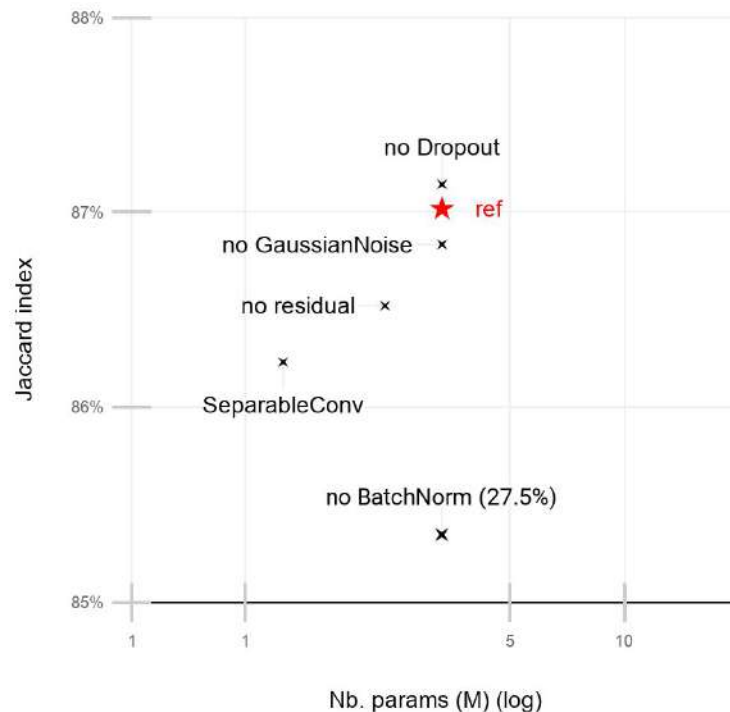 88%
no Dropout
87%
ref
no GaussianNoise
no residual
Jaccard index
86%
SeparableConv
no BatchNorm (27.5%)
85%
1
1
5
10
Nb. params (M) (log)